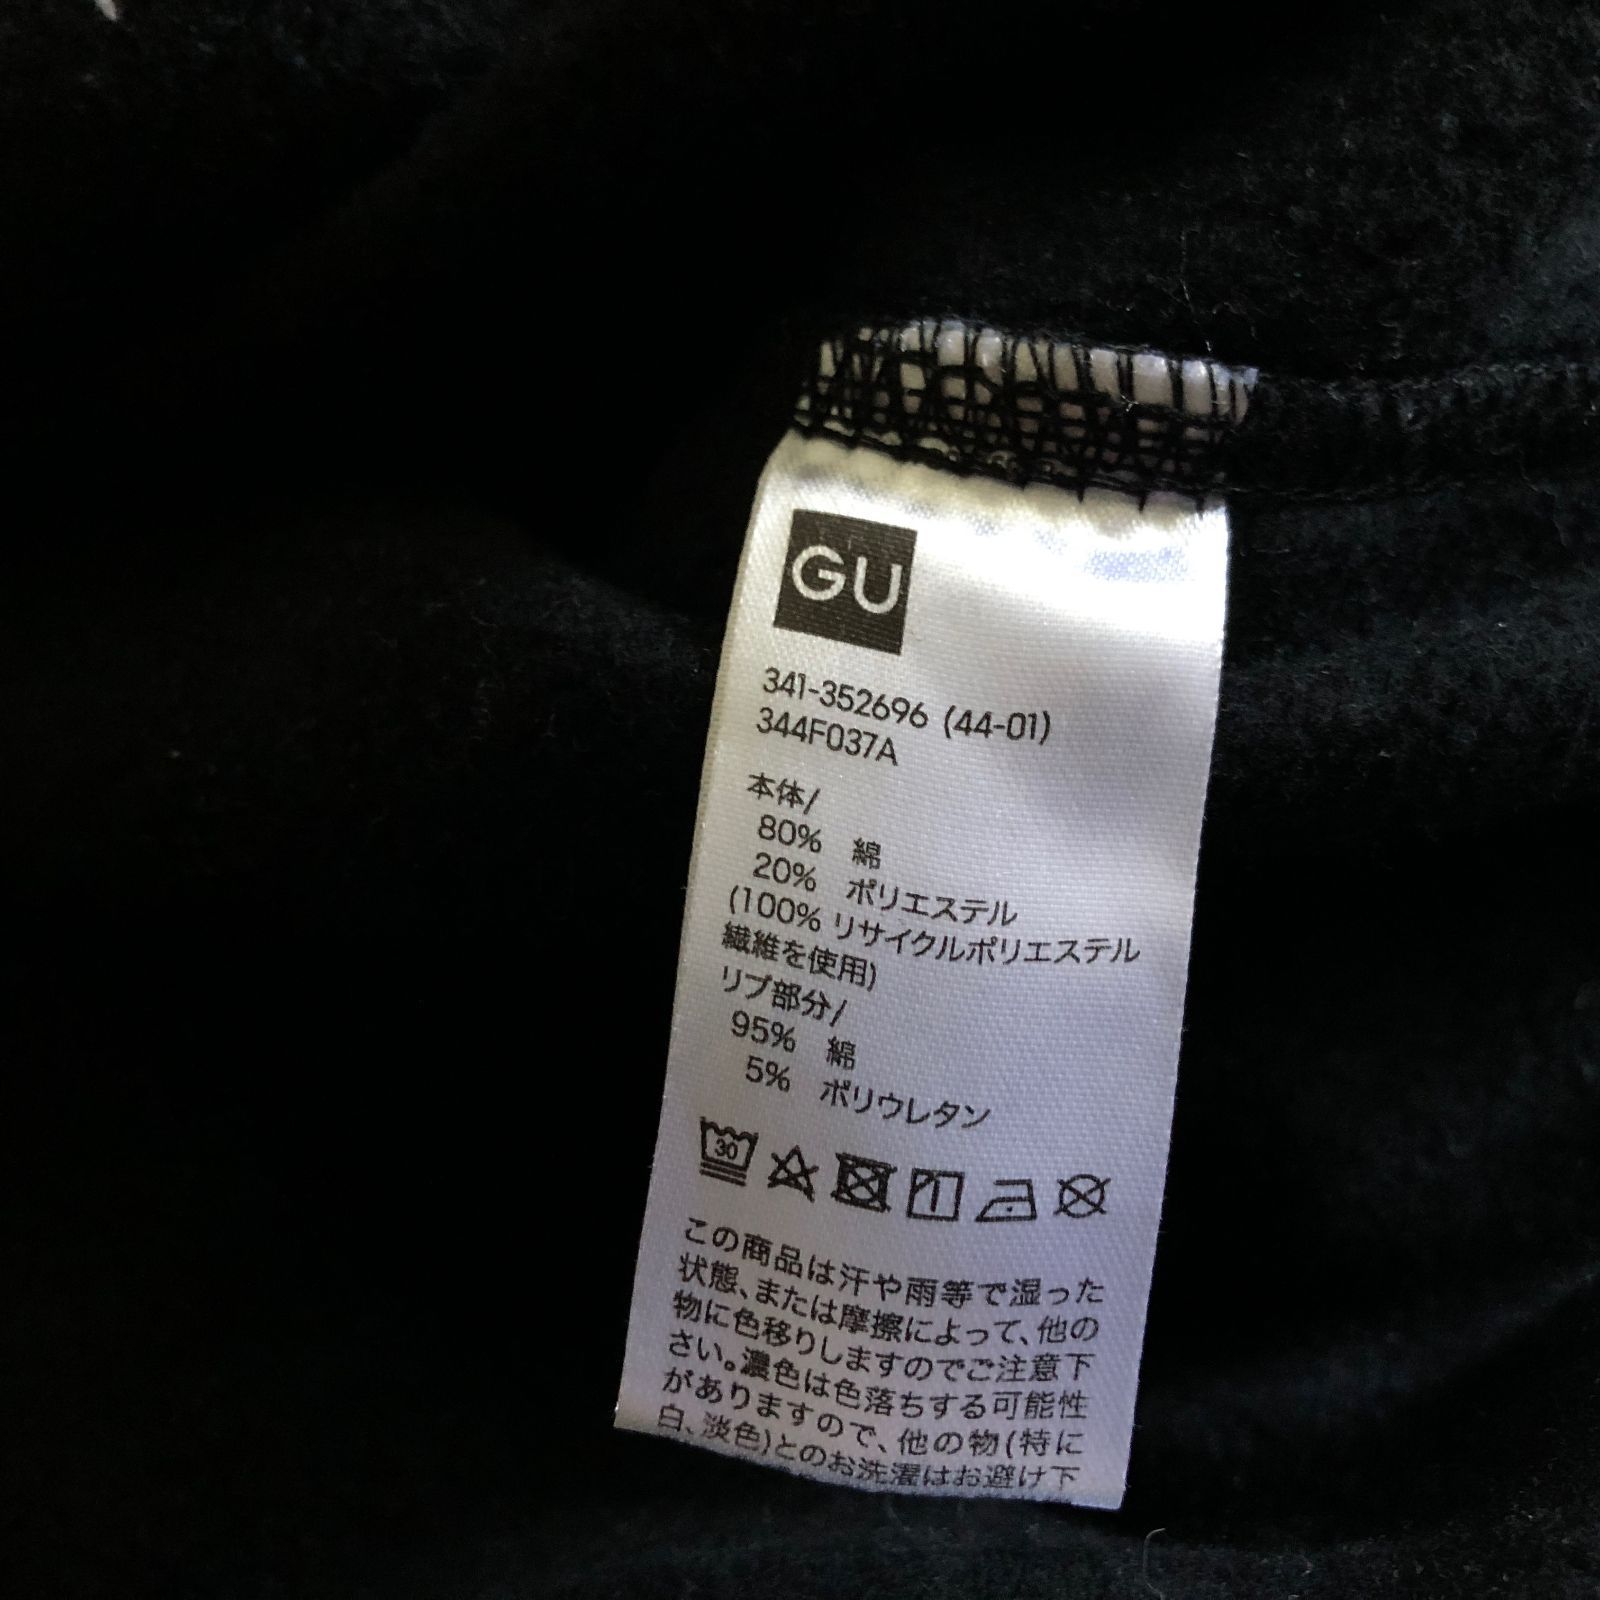 GU
341-352696 (44-01)
344F037A
本体/
80% 綿
20% ポリエステル
(100% リサイクルポリエステル
繊維を使用)
リブ部分/
95% 綿
5% ポリウレタン
30
この商品は汗や雨等で湿った
状態、または摩擦によって、他の
物に色移りしますのでご注意下
さい。濃色は色落ちする可能性
がありますので、他の物(特に
白、淡色)とのお洗濯はお避け下